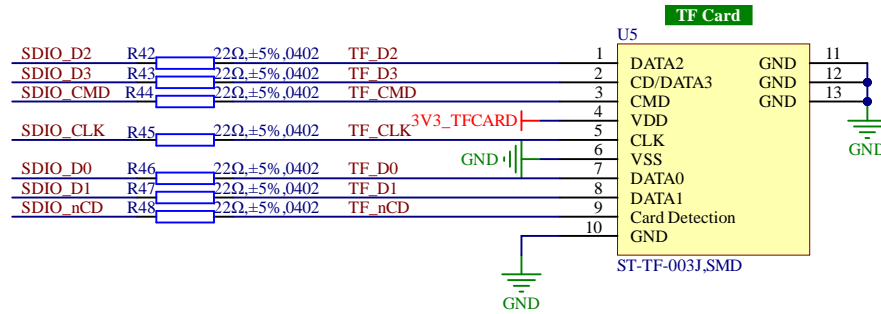 TF Card
U5
SDIO_D2 R42 22Ω,±5%,0402 TF_D2 1 DATA2 GND 11
SDIO_D3 R43 22Ω,±5%,0402 TF_D3 2 CD/DATA3 GND 12
SDIO_CMD R44 22Ω,±5%,0402 TF_CMD 3 CMD GND 13
3V3_TFCARD 4 VDD
SDIO_CLK R45 22Ω,±5%,0402 TF_CLK 5 CLK
GND 6 VSS
GND
SDIO_D0 R46 22Ω,±5%,0402 TF_D0 7 DATA0
SDIO_D1 R47 22Ω,±5%,0402 TF_D1 8 DATA1
SDIO_nCD R48 22Ω,±5%,0402 TF_nCD 9 Card Detection
10 GND
ST-TF-003J,SMD
GND